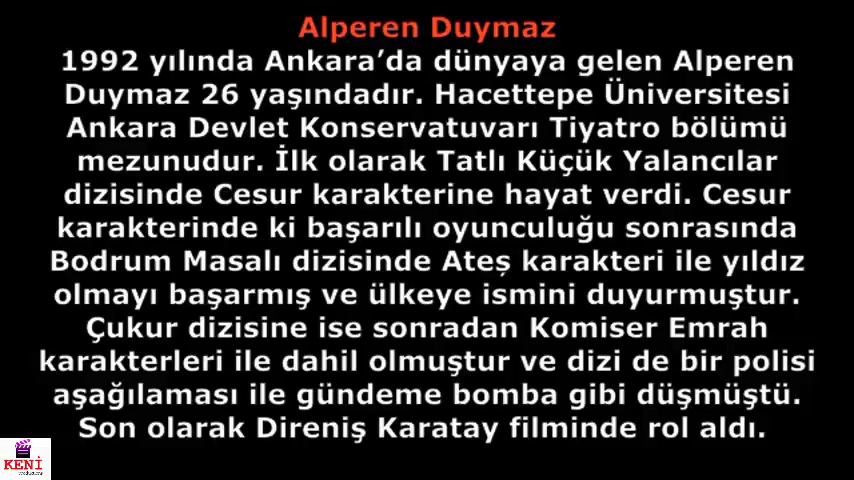 Alperen Duymaz
1992 yılında Ankara’da dünyaya gelen Alperen
Duymaz 26 yaşındadır. Hacettepe Üniversitesi
Ankara Devlet Konservatuvarı Tiyatro bölümü
mezunudur. İlk olarak Tatlı Küçük Yalancılar
dizisinde Cesur karakterine hayat verdi. Cesur
karakterinde ki başarılı oyunculuğu sonrasında
Bodrum Masalı dizisinde Ateş karakteri ile yıldız
olmayı başarmış ve ülkeye ismini duyurmuştur.
Çukur dizisine ise sonradan Komiser Emrah
karakterleri ile dahil olmuştur ve dizi de bir polisi
aşağılaması ile gündeme bomba gibi düşmüştü.
Son olarak Direniş Karatay filminde rol aldı.
KENİ